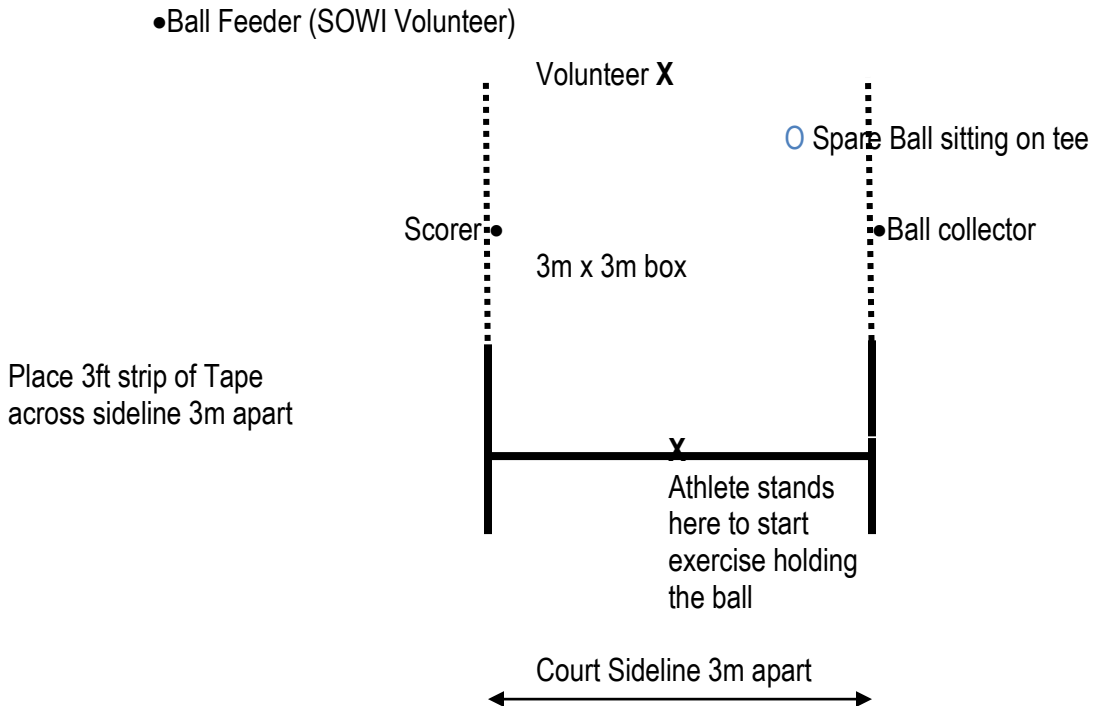 •Ball Feeder (SOWI Volunteer)
Volunteer X
O Spare Ball sitting on tee
Scorer •
•Ball collector
3m x 3m box
Place 3ft strip of Tape
across sideline 3m apart
X
Athlete stands
here to start
exercise holding
the ball
Court Sideline 3m apart